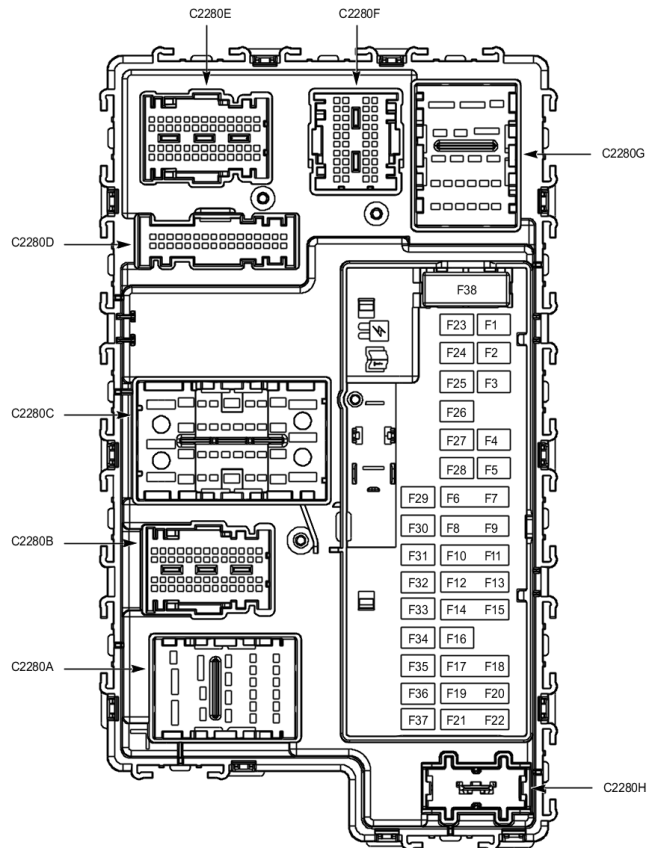 C2280E
C2280F
C2280G
C2280D
F38
F23 F1
F24 F2
F25 F3
C2280C
F26
F27 F4
F28 F5
F29 F6 F7
F30 F8 F9
C2280B
F31 F10 F11
F32 F12 F13
F33 F14 F15
F34 F16
C2280A
F35 F17 F18
F36 F19 F20
F37 F21 F22
C2280H